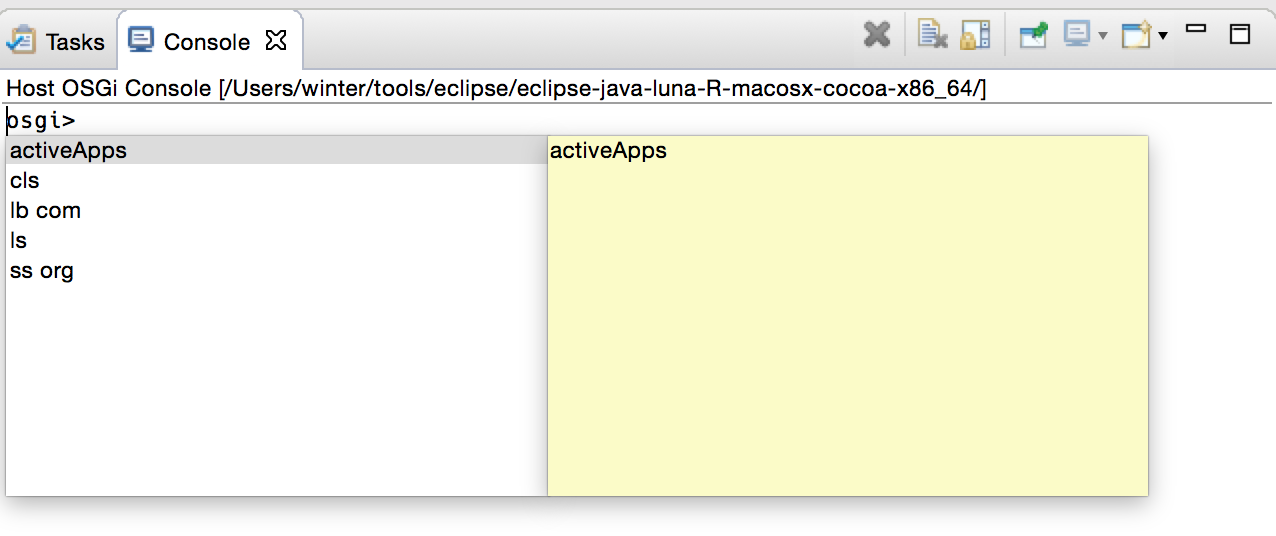 Tasks Console
Host OSGi Console [/Users/winter/tools/eclipse/eclipse-java-luna-R-macosx-cocoa-x86_64/]
osgi>
activeApps activeApps
cls
lb com
ls
ss org